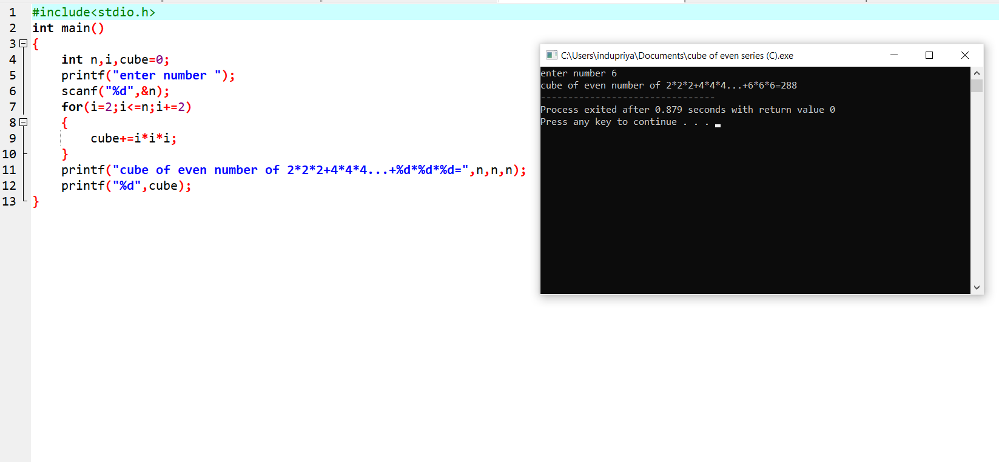 1 #include<stdio.h>
2 int main()
3 {
4 int n,i,cube=0;
5 printf("enter number ");
6 scanf("%d",&n);
7 for(i=2;i<=n;i+=2)
8 {
9 cube+=i*i*i;
10 }
11 printf("cube of even number of 2*2*2+4*4*4...+%d*%d*%d=",n,n,n);
12 printf("%d",cube);
13 }
C:\Users\indupriya\Documents\cube of even series (C).exe
enter number 6
cube of even number of 2*2*2+4*4*4...+6*6*6=288
--------------------------------
Process exited after 0.879 seconds with return value 0
Press any key to continue . . .